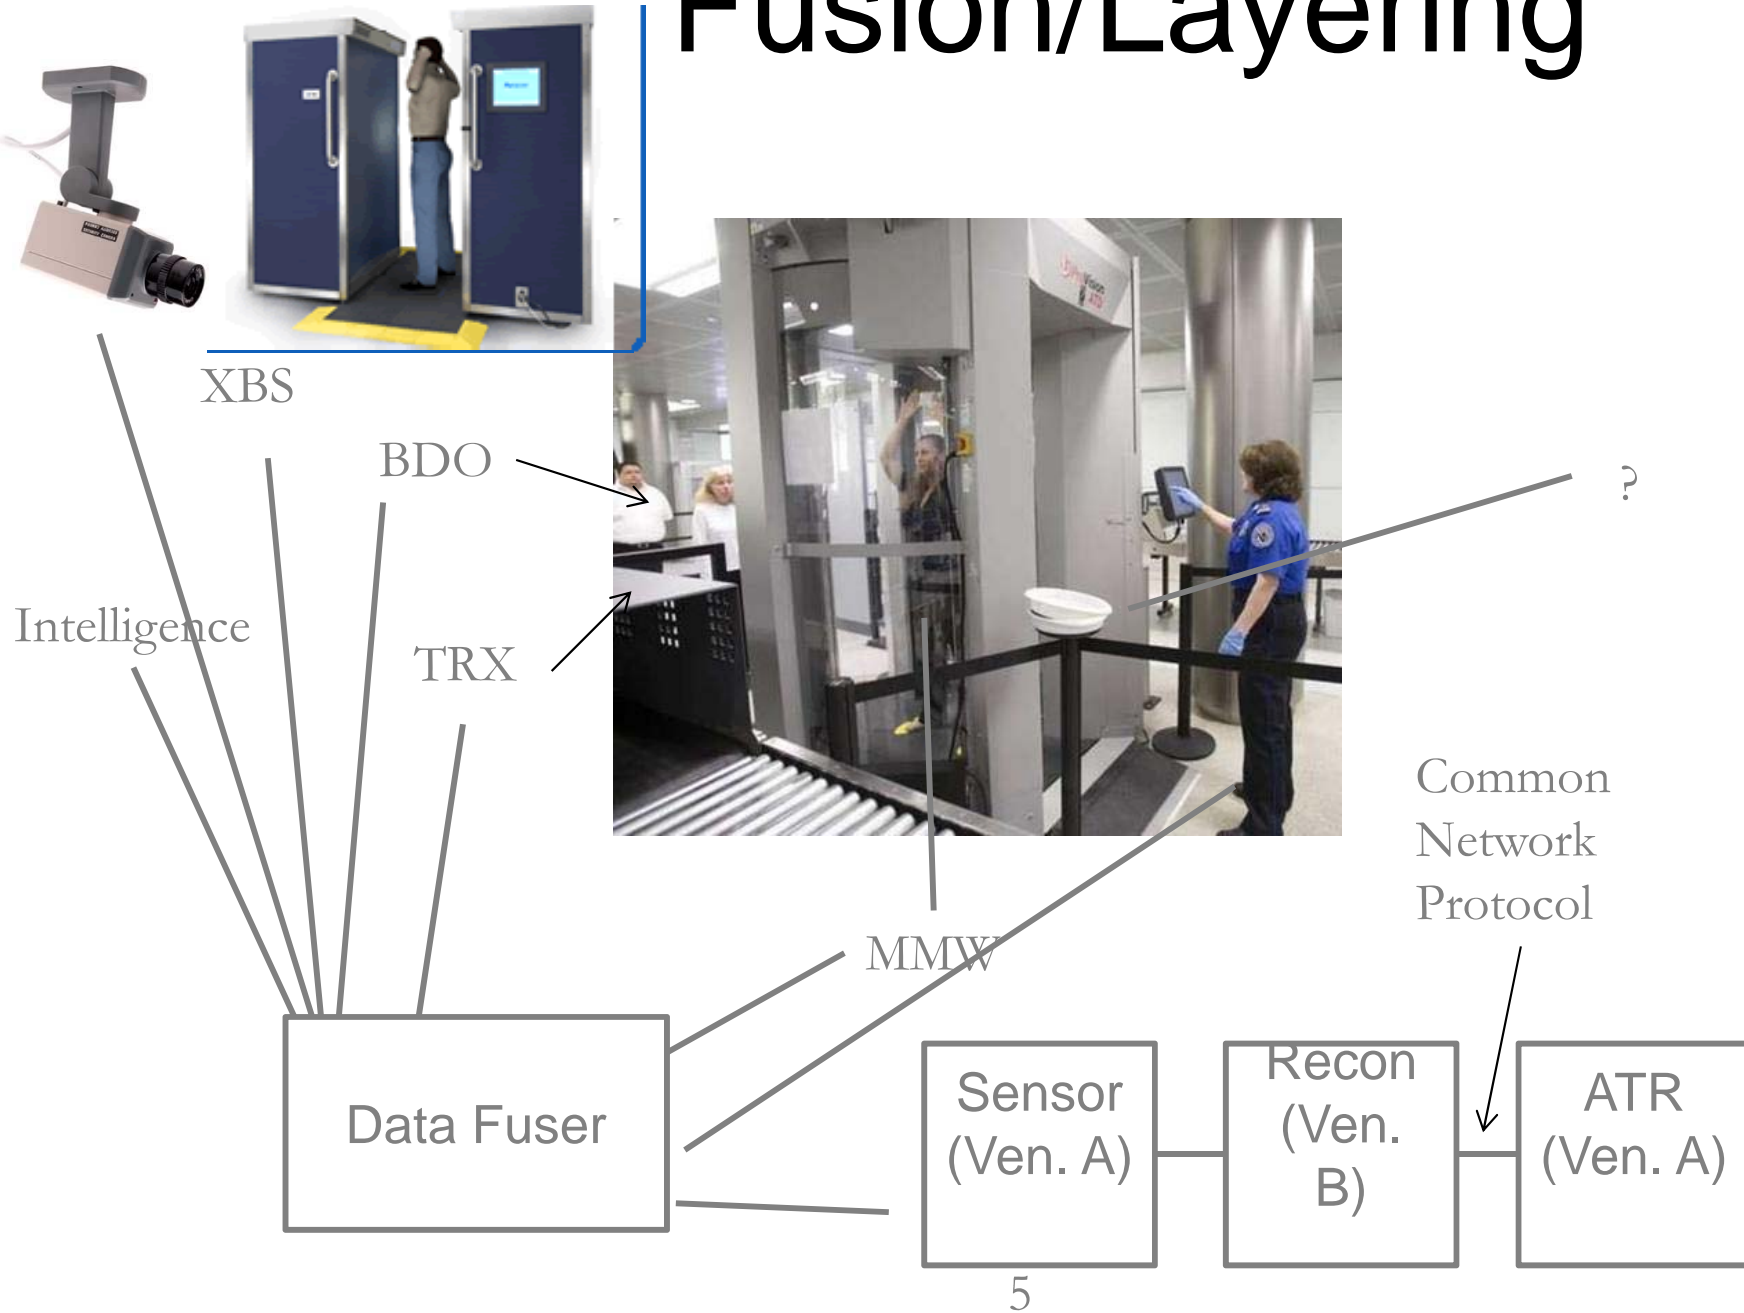 Fusion/Layering
XBS
BDO
?
Intelligence
TRX
Common
Network
Protocol
MMW
Data Fuser
Sensor
(Ven. A)
Recon
(Ven.
B)
ATR
(Ven. A)
5